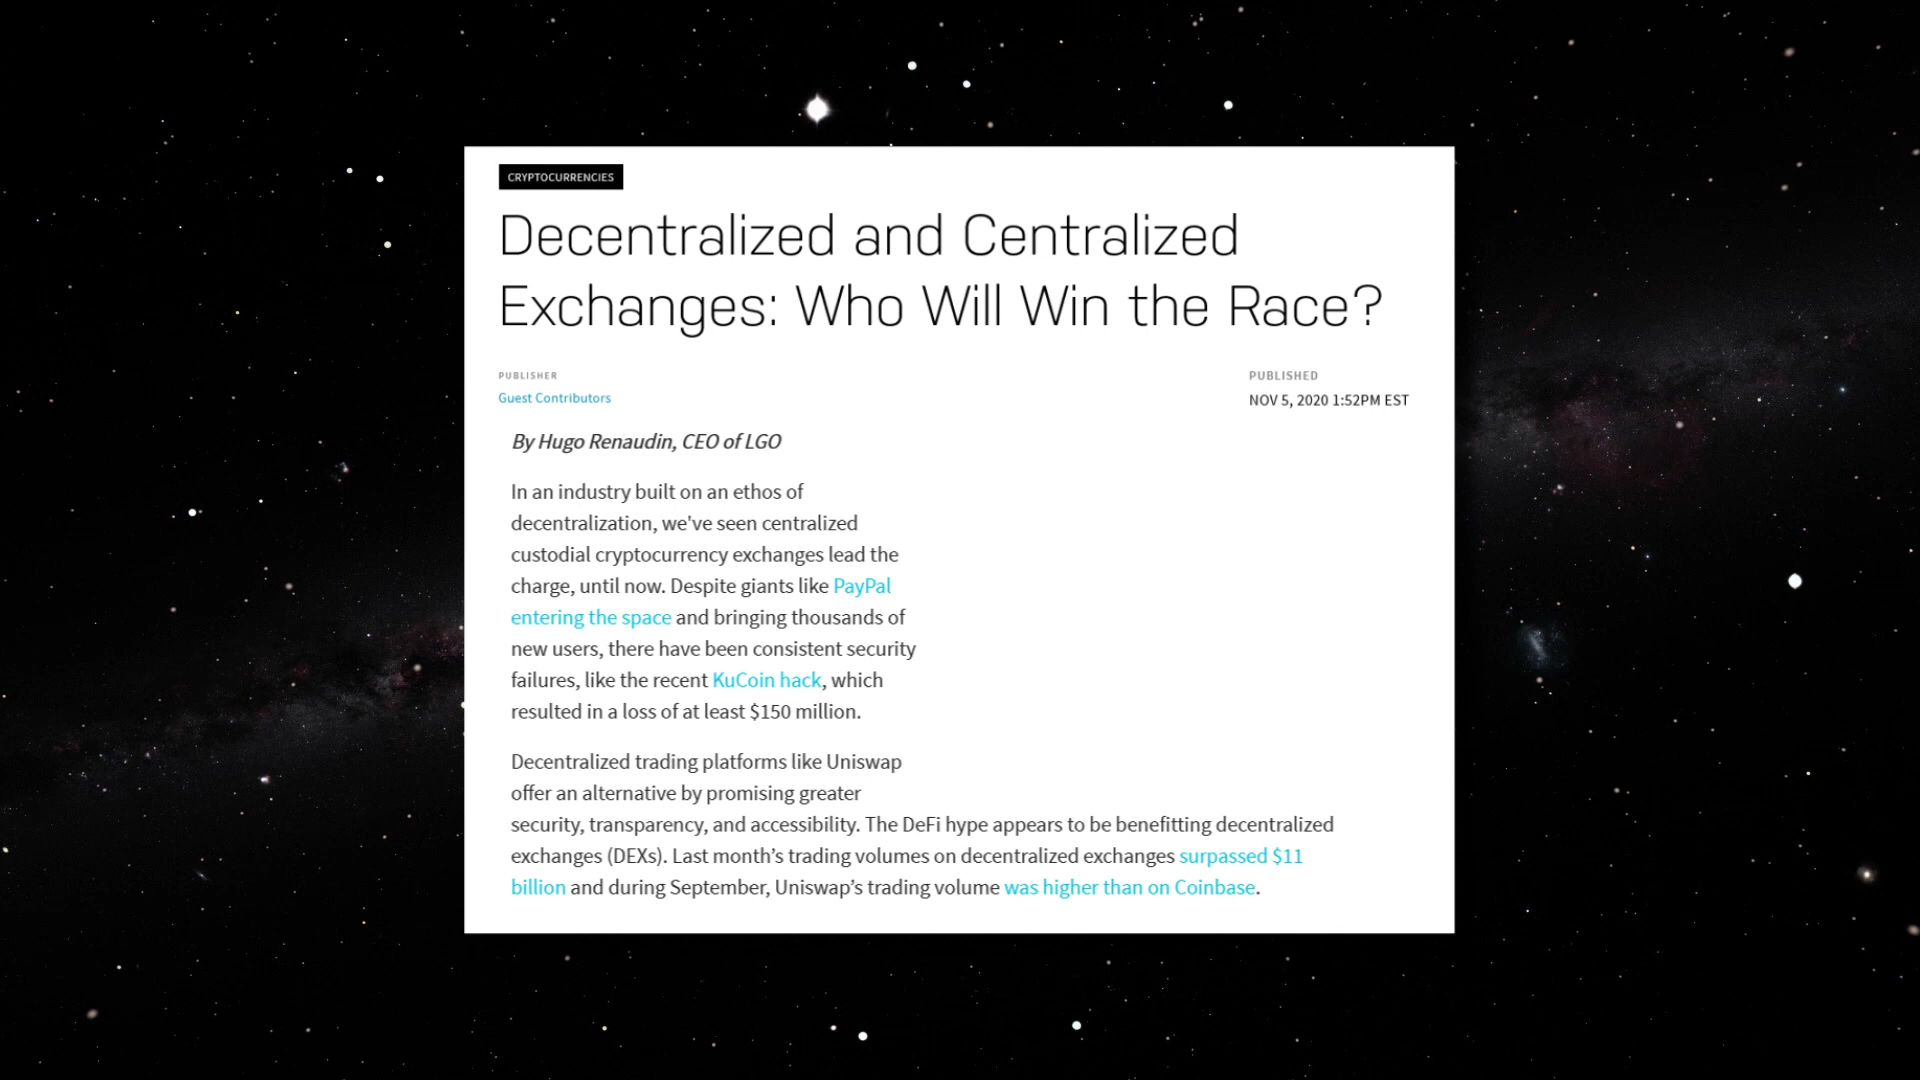 CRYPTOCURRENCIES
Decentralized and Centralized
Exchanges: Who Will Win the Race?
PUBLISHER
Guest Contributors
PUBLISHED
NOV 5, 2020 1:52PM EST
By Hugo Renaudin, CEO of LGO
In an industry built on an ethos of
decentralization, we've seen centralized
custodial cryptocurrency exchanges lead the
charge, until now. Despite giants like PayPal
entering the space and bringing thousands of
new users, there have been consistent security
failures, like the recent KuCoin hack, which
resulted in a loss of at least $150 million.
Decentralized trading platforms like Uniswap
offer an alternative by promising greater
security, transparency, and accessibility. The DeFi hype appears to be benefitting decentralized
exchanges (DEXs). Last month’s trading volumes on decentralized exchanges surpassed $11
billion and during September, Uniswap’s trading volume was higher than on Coinbase.